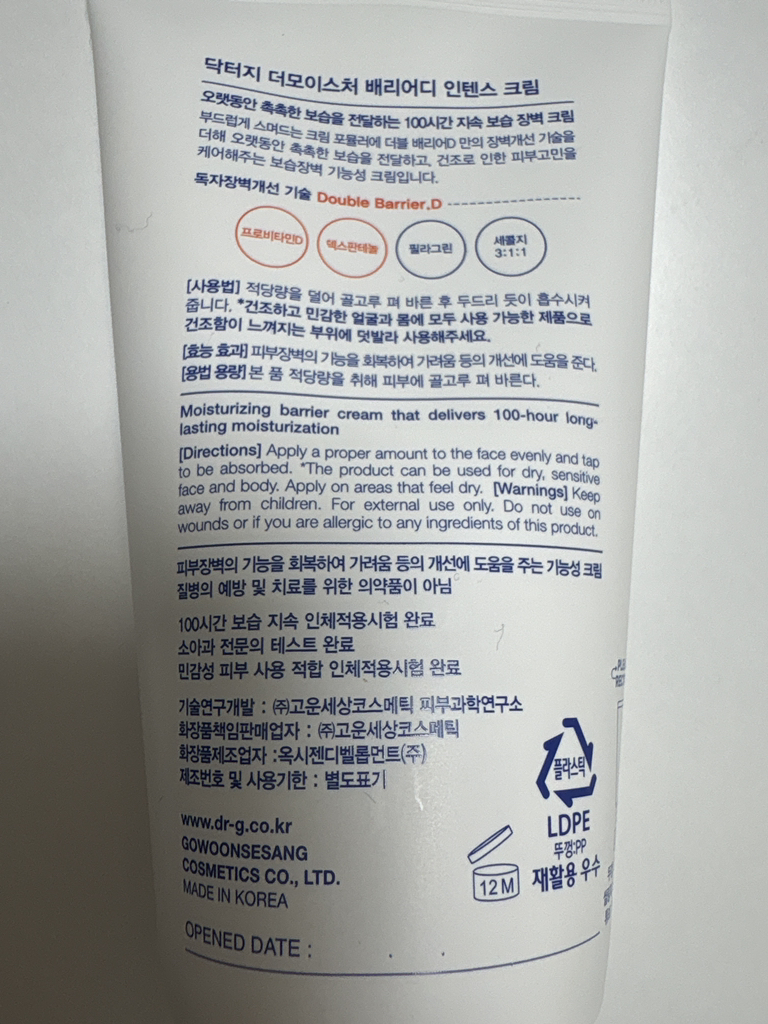 닥터지 더모이스처 배리어디 인텐스 크림
오랫동안 촉촉한 보습을 전달하는 100시간 지속 보습 장벽 크림
부드럽게 스며드는 크림 포뮬러에 더블 배리어D 만의 장벽개선 기술을
더해 오랫동안 촉촉한 보습을 전달하고, 건조로 인한 피부고민을
케어해주는 보습장벽 기능성 크림입니다.
독자장벽개선 기술 Double Barrier.D
프로비타민D 덱스판테놀 필라그린 세콜지
3:1:1
[사용법] 적당량을 덜어 골고루 펴 바른 후 두드리 듯이 흡수시켜
줍니다. *건조하고 민감한 얼굴과 몸에 모두 사용 가능한 제품으로
건조함이 느껴지는 부위에 덧발라 사용해주세요.
[효능 효과] 피부장벽의 기능을 회복하여 가려움 등의 개선에 도움을 준다.
[용법 용량] 본 품 적당량을 취해 피부에 골고루 펴 바른다.
Moisturizing barrier cream that delivers 100-hour long-
lasting moisturization
[Directions] Apply a proper amount to the face evenly and tap
to be absorbed. *The product can be used for dry, sensitive
face and body. Apply on areas that feel dry. [Warnings] Keep
away from children. For external use only. Do not use on
wounds or if you are allergic to any ingredients of this product.
피부장벽의 기능을 회복하여 가려움 등의 개선에 도움을 주는 기능성 크림
질병의 예방 및 치료를 위한 의약품이 아님
100시간 보습 지속 인체적용시험 완료
소아과 전문의 테스트 완료
민감성 피부 사용 적합 인체적용시험 완료
기술연구개발 : ㈜고운세상코스메틱 피부과학연구소
화장품책임판매업자 : ㈜고운세상코스메틱
화장품제조업자 :옥시젠디벨롭먼트(주)
제조번호 및 사용기한 : 별도표기
플라스틱
LDPE
뚜껑:PP
재활용 우수
www.dr-g.co.kr
GOWOONSESANG
COSMETICS CO., LTD.
MADE IN KOREA
12M
OPENED DATE : . .